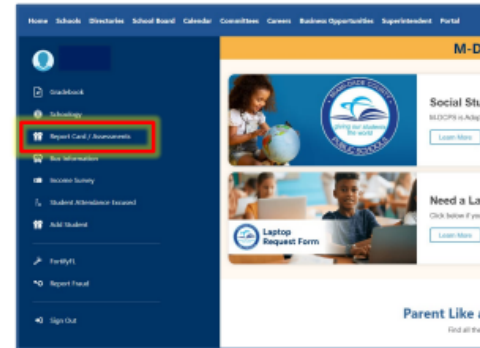 Home Schools Directories School Board Calendar Committees Careers Business Opportunities Superintendent Portal
M-D
Gradebook
Schoology
Report Card / Assessments
Bus Information
Income Survey
Student Attendance Excused
Add Student
FortifyFL
Report Fraud
Sign Out
MIAMI-DADE COUNTY
giving our students
the world
PUBLIC SCHOOLS
Social Stu
M-DCPS is Adop
Learn More
Laptop
Request Form
Need a La
Click below if you
Learn More
Parent Like a
Find all the